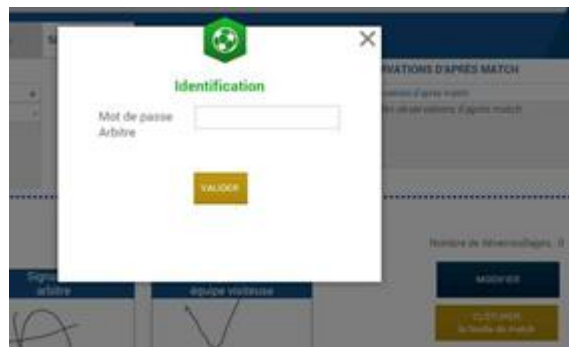 VATIONS D'APRÈS MATCH
Identification
Mot de passe
Arbitre
VALIDER
Nombre de déverrouillages 0
MODIFIER
Signa
arbitre
équipe visiteuse
CLÔTURER
la feuille de match